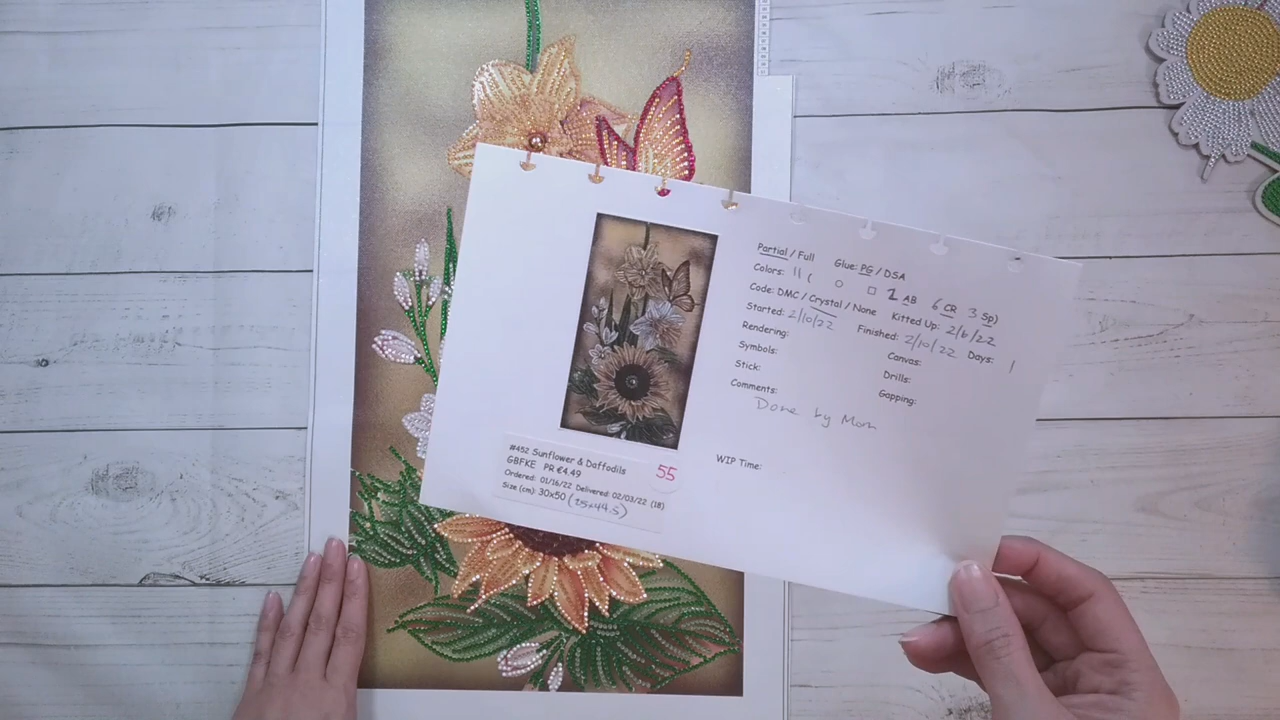 Partial / Full Glue: PG / DSA
Colors: 11 ( ○ □ 2 AB 6 CR 3 Sp)
Code: DMC / Crystal / None Kitted Up: 2/6/22
Started: 2/10/22 Finished: 2/10/22 Days: 1
Rendering: Canvas:
Symbols: Drills:
Stick: Gapping:
Comments:
Done by Mom
WIP Time:
#452 Sunflower & Daffodils 55
GBFKE PR €4.49
Ordered: 01/16/22 Delivered: 02/03/22 (18)
Size (cm): 30x50 (25x44.5)